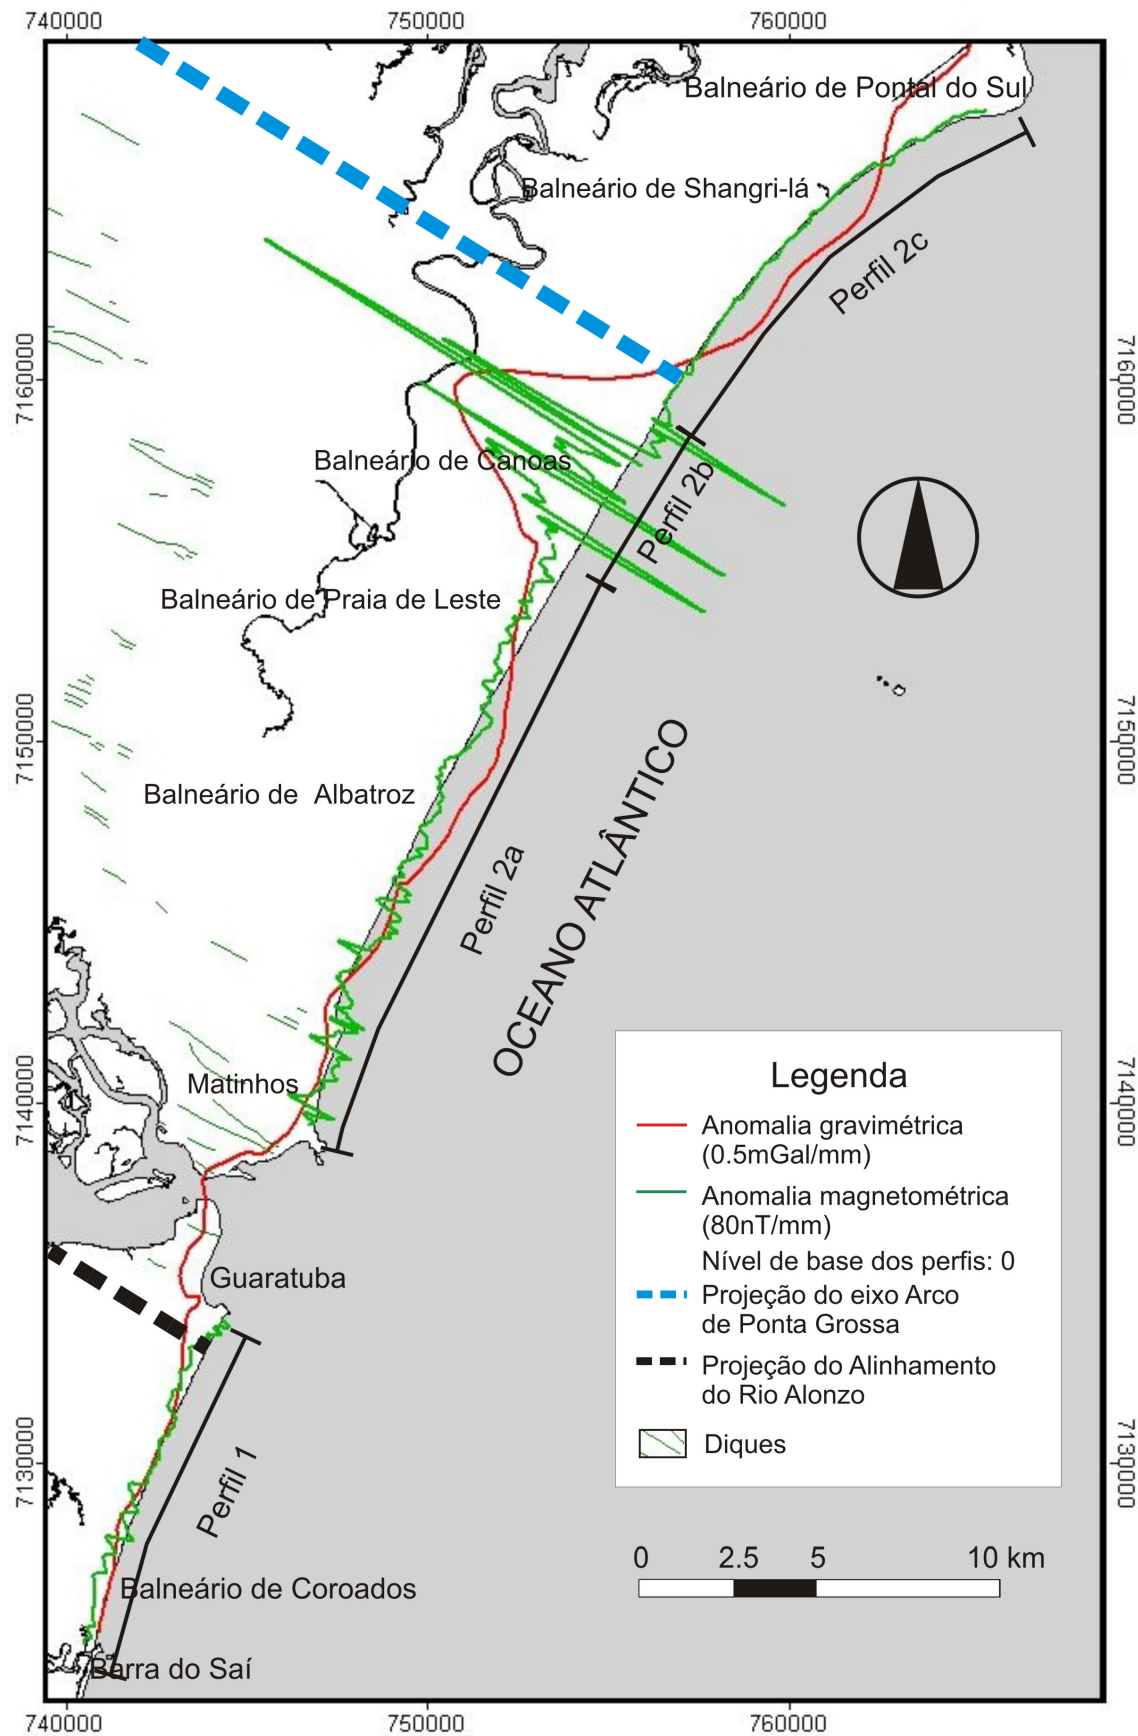 740000
750000
760000
Balneário de Pontal do Sul
Balneário de Shangri-lá
Perfil 2c
7160000
7160000
Balneário de Canoas
Perfil 2b
Balneário de Praia de Leste
7150000
7150000
OCEANO ATLÂNTICO
Balneário de Albatroz
Perfil 2a
Matinhos
7140000
7140000
Guaratuba
Legenda
Anomalia gravimétrica
(0.5mGal/mm)
Anomalia magnetométrica
(80nT/mm)
Nível de base dos perfis: 0
Projeção do eixo Arco
de Ponta Grossa
Projeção do Alinhamento
do Rio Alonzo
Diques
7130000
7130000
Perfil 1
0 2.5 5 10 km
Balneário de Coroados
Barra do Saí
740000
750000
760000